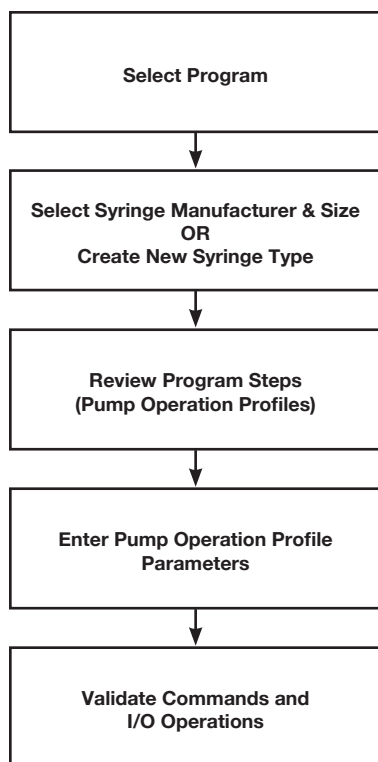 Select Program
Select Syringe Manufacturer & Size
OR
Create New Syringe Type
Review Program Steps
(Pump Operation Profiles)
Enter Pump Operation Profile
Parameters
Validate Commands and
I/O Operations